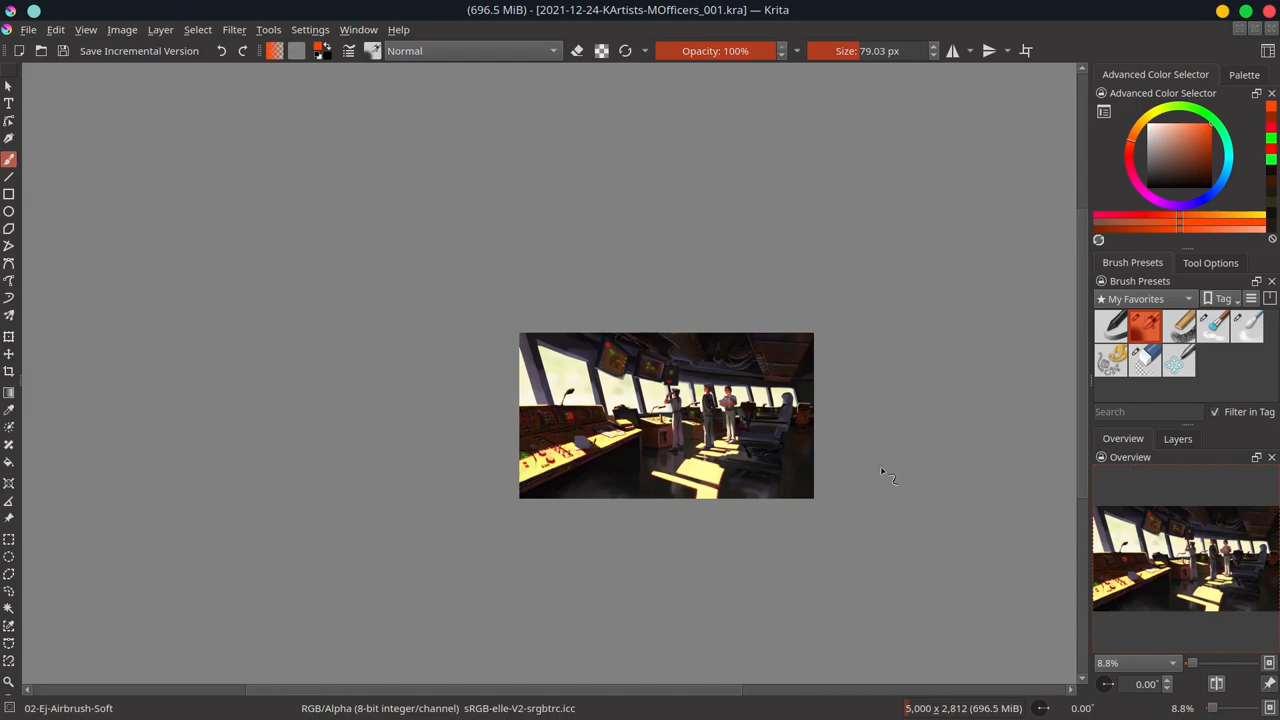 (696.5 MiB) - [2021-12-24-KArtists-MOfficers_001.kra] — Krita
File Edit View Image Layer Select Filter Tools Settings Window Help
Save Incremental Version Normal Opacity: 100% Size: 79.03 px
Advanced Color Selector Palette
Advanced Color Selector
Brush Presets Tool Options
Brush Presets
★ My Favorites Tag
Search Filter in Tag
Overview Layers
Overview
8.8%
0.00°
02-Ej-Airbrush-Soft RGB/Alpha (8-bit integer/channel) sRGB-elle-V2-srgbtrc.icc 5,000 x 2,812 (696.5 MiB) 0.00° 8.8%